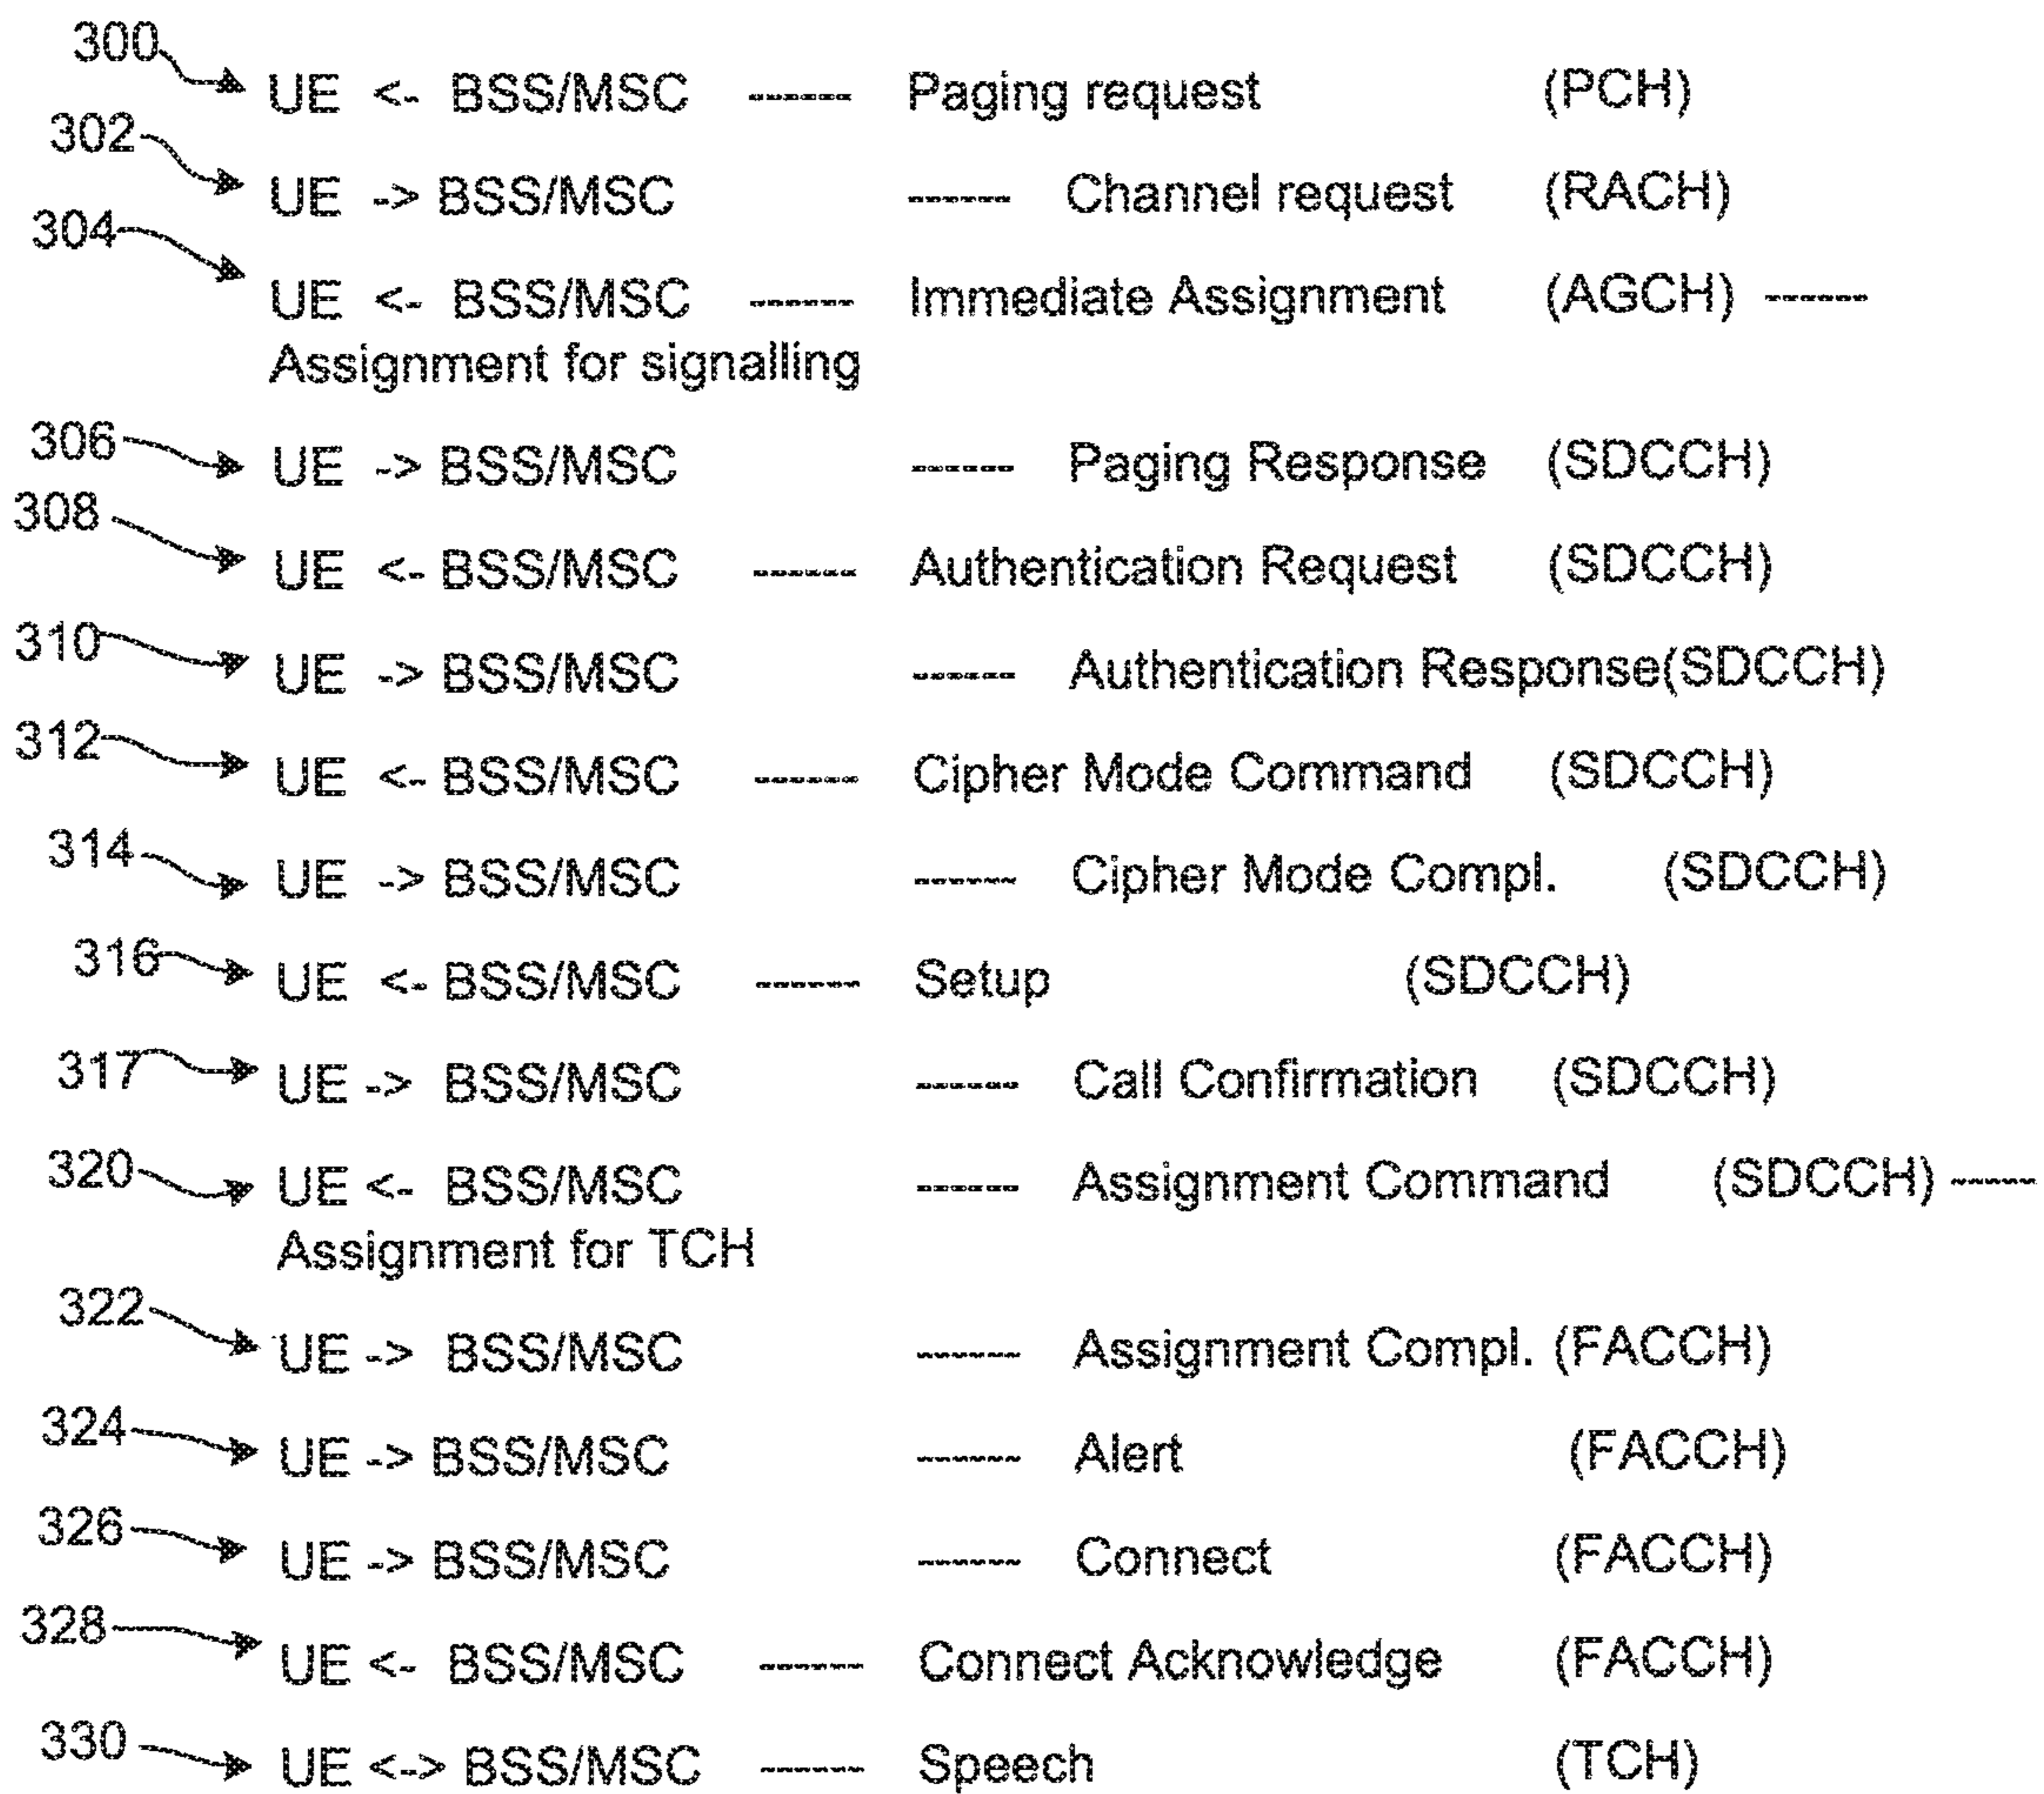 300 UE <- BSS/MSC ------ Paging request (PCH)
302 UE -> BSS/MSC ------ Channel request (RACH)
304 UE <- BSS/MSC ------ Immediate Assignment (AGCH) ------
Assignment for signalling
306 UE -> BSS/MSC ------ Paging Response (SDCCH)
308 UE <- BSS/MSC ------ Authentication Request (SDCCH)
310 UE -> BSS/MSC ------ Authentication Response(SDCCH)
312 UE <- BSS/MSC ------ Cipher Mode Command (SDCCH)
314 UE -> BSS/MSC ------ Cipher Mode Compl. (SDCCH)
316 UE <- BSS/MSC ------ Setup (SDCCH)
317 UE -> BSS/MSC ------ Call Confirmation (SDCCH)
320 UE <- BSS/MSC ------ Assignment Command (SDCCH) -----
Assignment for TCH
322 UE -> BSS/MSC ------ Assignment Compl. (FACCH)
324 UE -> BSS/MSC ------ Alert (FACCH)
326 UE -> BSS/MSC ------ Connect (FACCH)
328 UE <- BSS/MSC ------ Connect Acknowledge (FACCH)
330 UE <-> BSS/MSC ------ Speech (TCH)